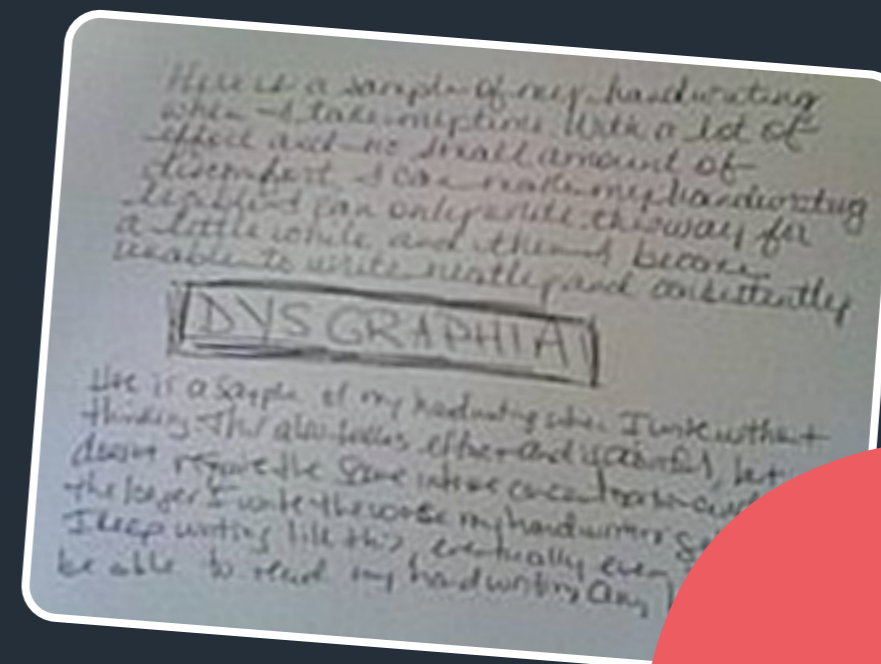 Here is a sample of my handwriting
when I take my time. With a lot of
effort and no small amount of
discomfort I can make my handwriting
legible. I can only write this way for
a little while and then I become
unable to write neatly and consistently
DYSGRAPHIA
Here is a sample of my handwriting when I write without
thinking. This also takes effort and is painful, but
doesnt require the same intense concentration
the longer I write the worse my handwriting
I keep writing like this, eventually even
be able to read my handwriting any